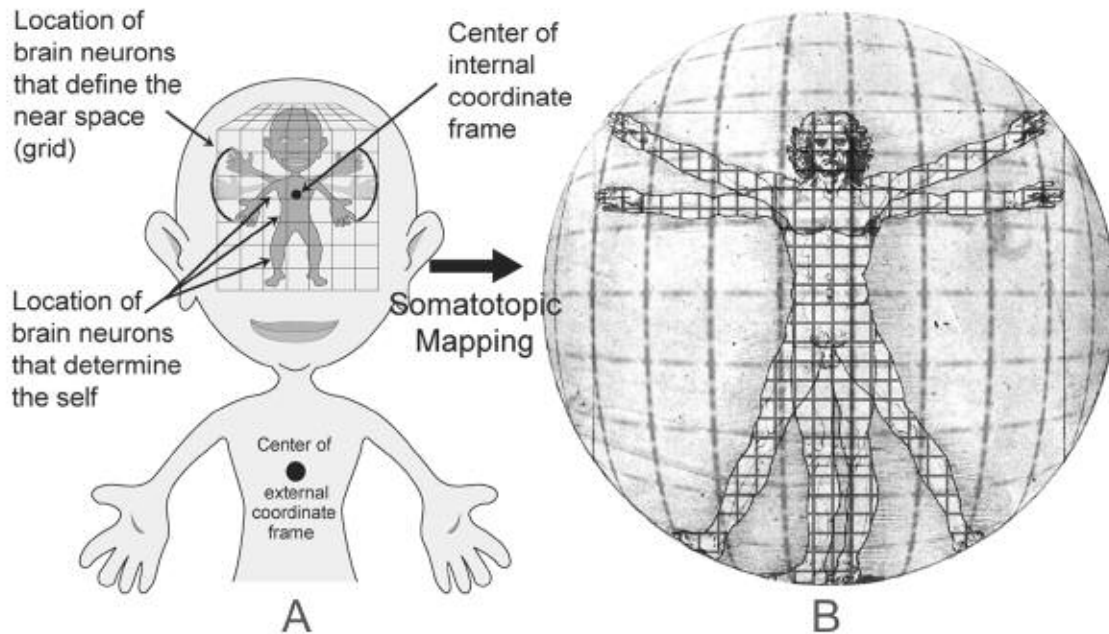 Location of
brain neurons
that define the
near space
(grid)
Center of
internal
coordinate
frame
Location of
brain neurons
that determine
the self
Somatotopic
Mapping
Center of
external
coordinate
frame
A
B